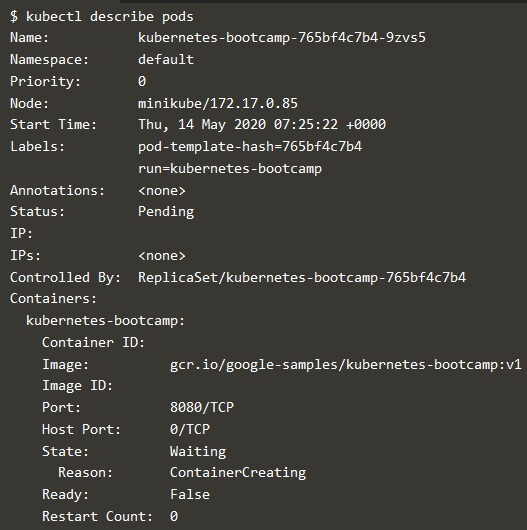 $ kubectl describe pods
Name:           kubernetes-bootcamp-765bf4c7b4-9zvs5
Namespace:      default
Priority:       0
Node:           minikube/172.17.0.85
Start Time:     Thu, 14 May 2020 07:25:22 +0000
Labels:         pod-template-hash=765bf4c7b4
                run=kubernetes-bootcamp
Annotations:    <none>
Status:         Pending
IP:
IPs:            <none>
Controlled By:  ReplicaSet/kubernetes-bootcamp-765bf4c7b4
Containers:
  kubernetes-bootcamp:
    Container ID:
    Image:          gcr.io/google-samples/kubernetes-bootcamp:v1
    Image ID:
    Port:           8080/TCP
    Host Port:      0/TCP
    State:          Waiting
      Reason:       ContainerCreating
    Ready:          False
    Restart Count:  0